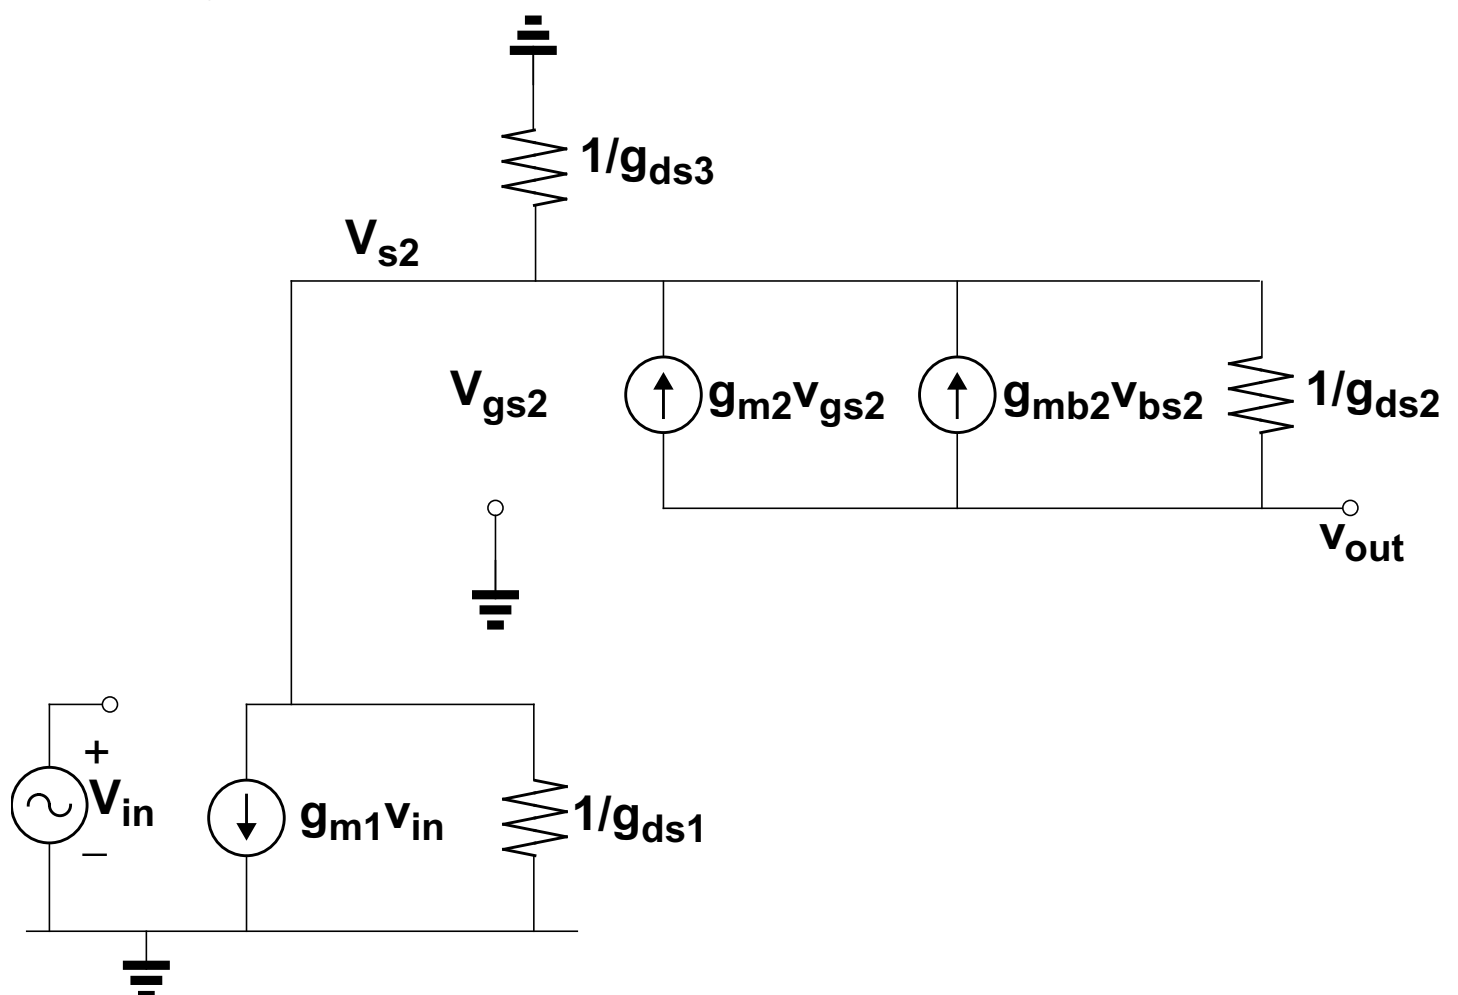 1/gds3
Vs2
Vgs2
gm2vgs2
gmb2vbs2
1/gds2
vout
+
Vin
−
gm1vin
1/gds1